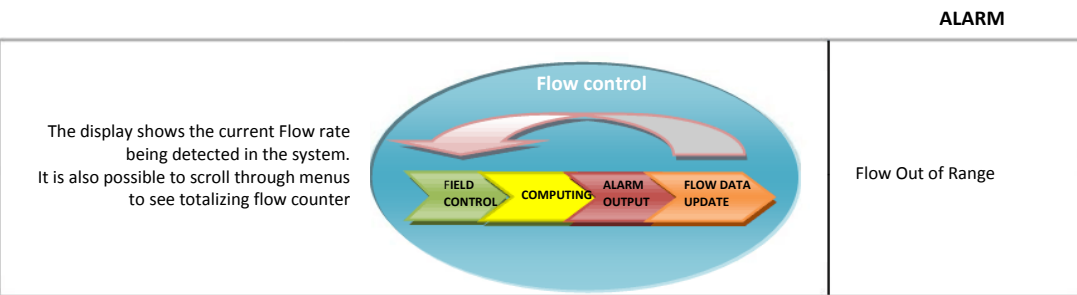 ALARM
The display shows the current Flow rate
being detected in the system.
It is also possible to scroll through menus
to see totalizing flow counter
Flow control
FIELD
CONTROL
COMPUTING
ALARM
OUTPUT
FLOW DATA
UPDATE
Flow Out of Range